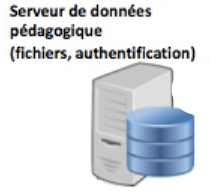 Serveur de données
pédagogique
(fichiers, authentification)